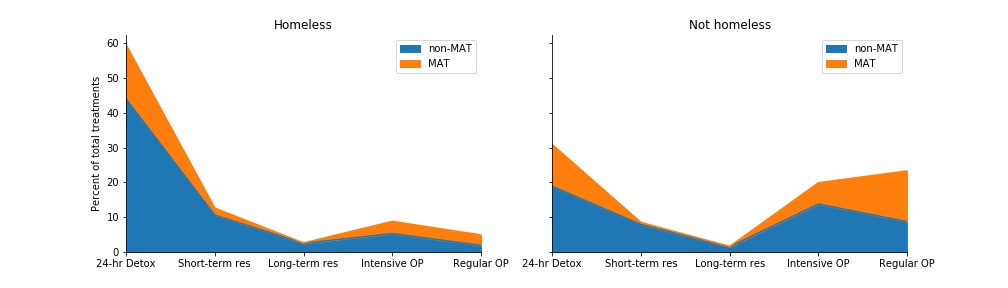 Homeless
non-MAT
MAT
Percent of total treatments
60
50
40
30
20
10
0
24-hr Detox
Short-term res
Long-term res
Intensive OP
Regular OP
Not homeless
non-MAT
MAT
24-hr Detox
Short-term res
Long-term res
Intensive OP
Regular OP